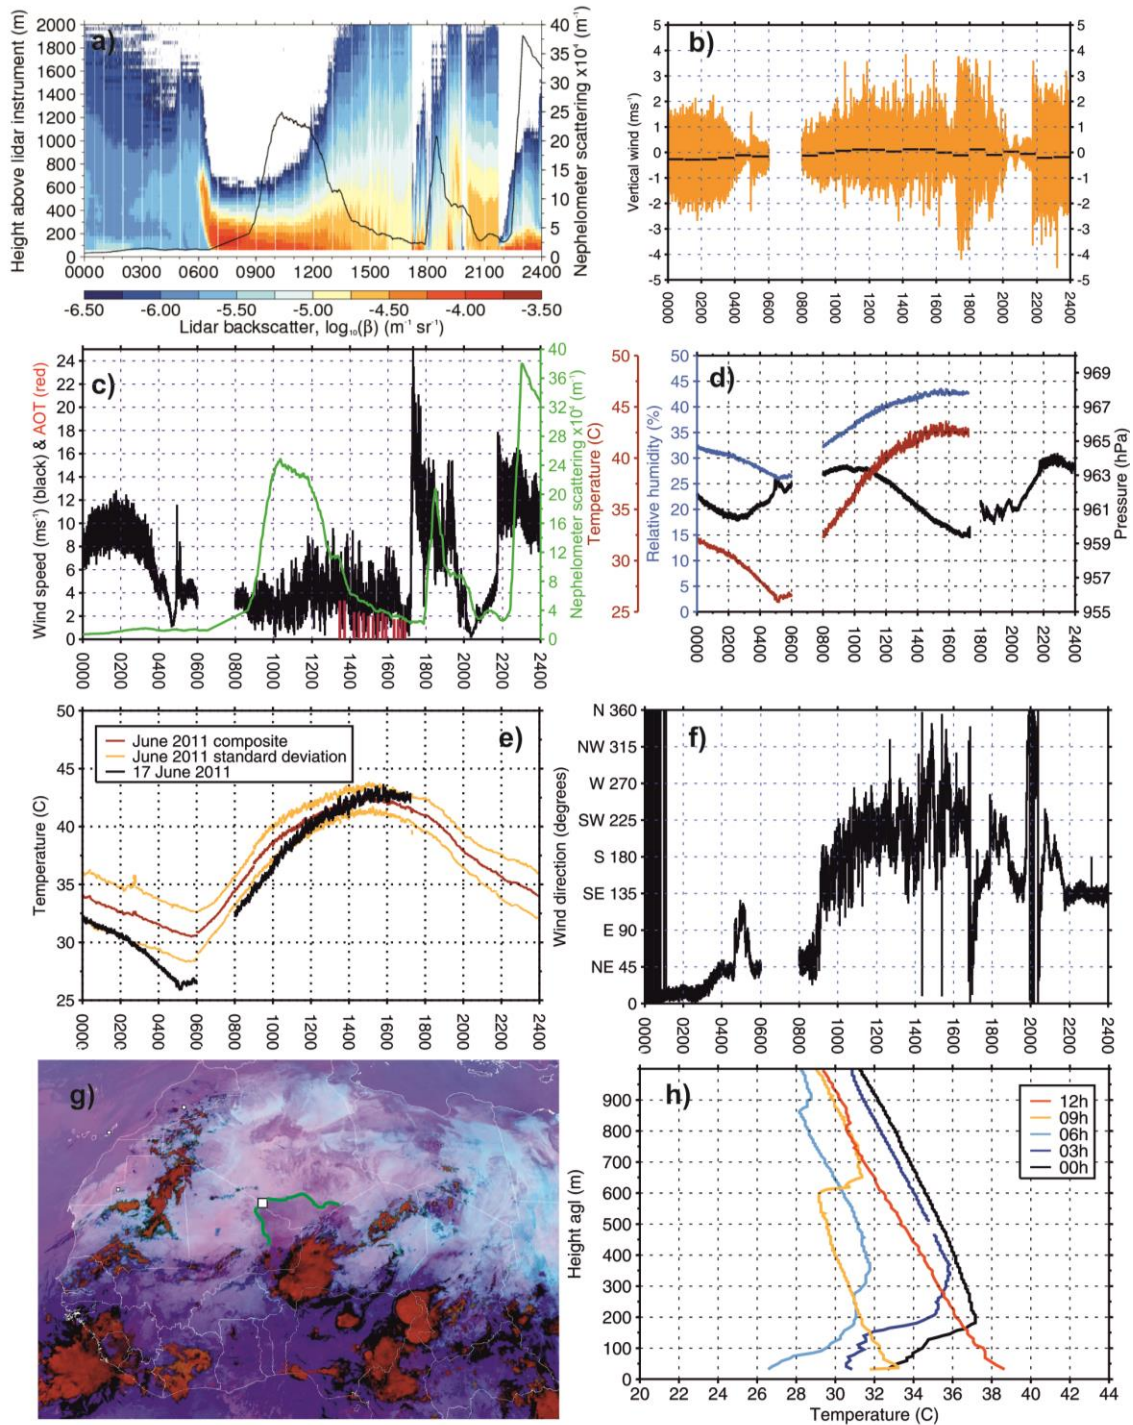 a)
Height above lidar instrument (m)
2000
1800
1600
1400
1200
1000
800
600
400
200
0
0000 0300 0600 0900 1200 1500 1800 2100 2400
40
35
30
25
20
15
10
5
0
Nephelometer scattering x10⁴ (m⁻¹)
-6.50 -6.00 -5.50 -5.00 -4.50 -4.00 -3.50
Lidar backscatter, log₁₀(β) (m⁻¹ sr⁻¹)
b)
Vertical wind (ms⁻¹)
5
4
3
2
1
0
-1
-2
-3
-4
-5
5
4
3
2
1
0
-1
-2
-3
-4
-5
0000 0200 0400 0600 0800 1000 1200 1400 1600 1800 2000 2200 2400
c)
Wind speed (ms⁻¹) (black) & AOT (red)
24
22
20
18
16
14
12
10
8
6
4
2
0
40
36
32
28
24
20
16
12
8
4
0
Nephelometer scattering x10⁴ (m⁻¹)
0000 0200 0400 0600 0800 1000 1200 1400 1600 1800 2000 2200 2400
d)
Temperature (C)
50
45
40
35
30
25
Relative humidity (%)
50
45
40
35
30
25
20
15
10
5
0
969
967
965
963
961
959
956
955
Pressure (hPa)
0000 0200 0400 0600 0800 1000 1200 1400 1600 1800 2000 2200 2400
e)
June 2011 composite
June 2011 standard deviation
17 June 2011
Temperature (C)
50
45
40
35
30
25
0000 0200 0400 0600 0800 1000 1200 1400 1600 1800 2000 2200 2400
f)
Wind direction (degrees)
N 360
NW 315
W 270
SW 225
S 180
SE 135
E 90
NE 45
0
0000 0200 0400 0600 0800 1000 1200 1400 1600 1800 2000 2200 2400
g)
h)
12h
09h
06h
03h
00h
Height agl (m)
900
800
700
600
500
400
300
200
100
0
20 22 24 26 28 30 32 34 36 38 40 42 44
Temperature (C)